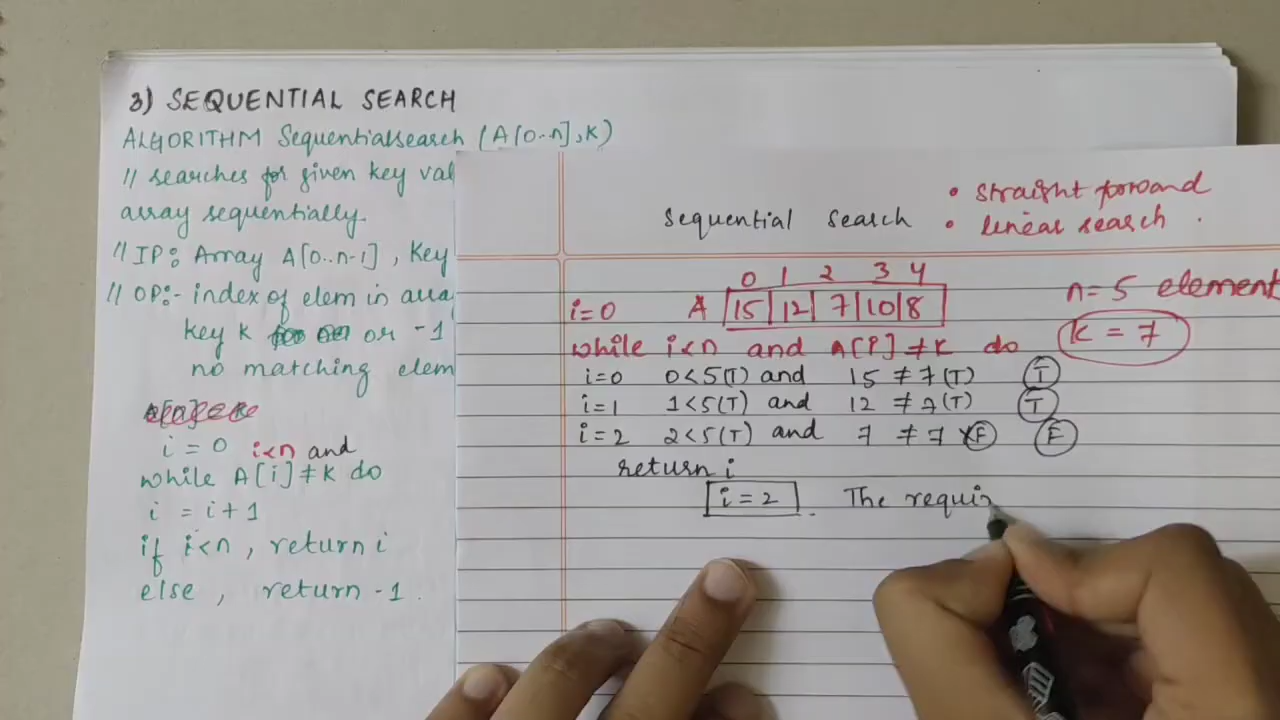 3) SEQUENTIAL SEARCH
ALGORITHM Sequentialsearch (A[0..n],K)
// searches for given key val
array sequentially.
// IP: Array A[0..n-1], Key
// OP:- index of elem in arra
key K or -1
no matching elem
i = 0 i<n and
while A[i] ≠ K do
i = i+1
if i<n, return i
else, return -1.
• straight forward
sequential search • linear search.
0 1 2 3 4
i=0 A 15 12 7 10 8 n=5 element
while i<n and A[i] ≠ K do K = 7
i=0 0<5(T) and 15 ≠ 7(T) T
i=1 1<5(T) and 12 ≠ 7(T) T
i=2 2<5(T) and 7 ≠ 7 F F
return i
i=2. The requi